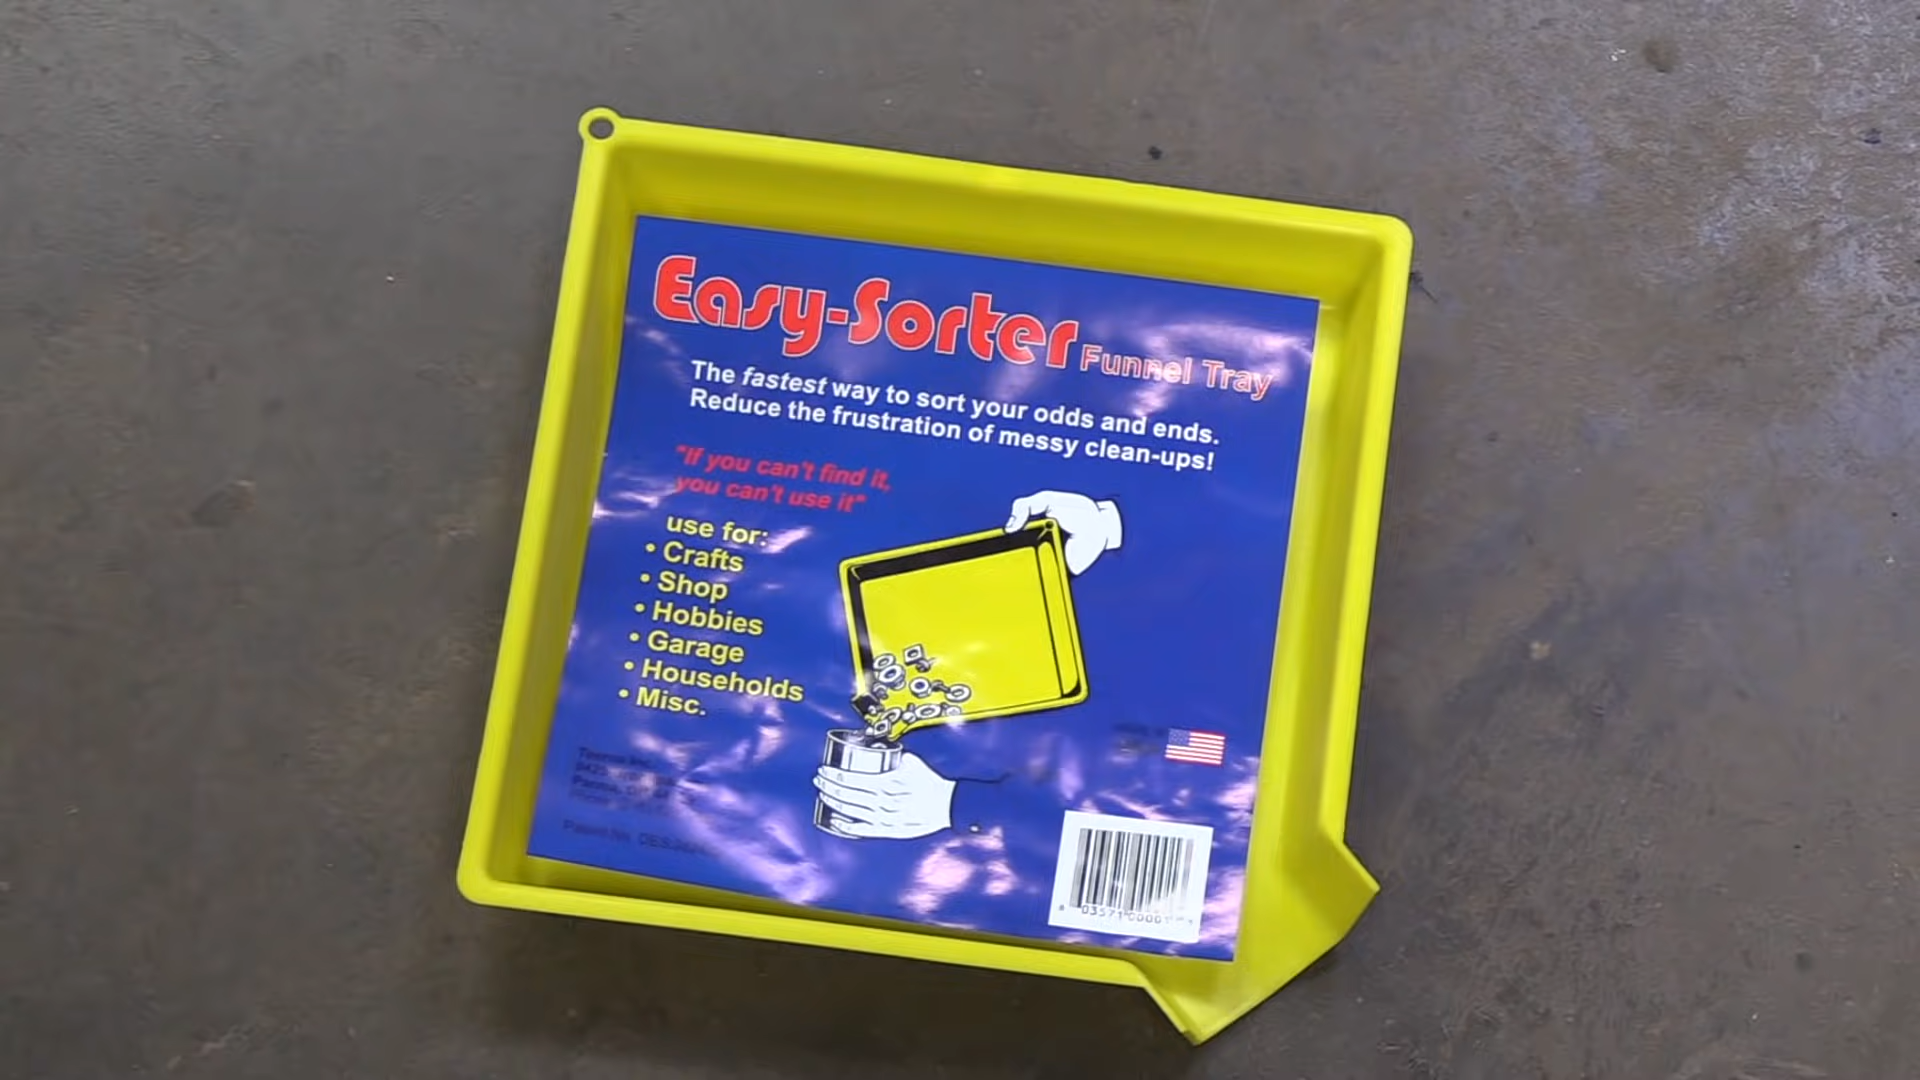 Easy-Sorter Funnel Tray
The fastest way to sort your odds and ends.
Reduce the frustration of messy clean-ups!
"If you can't find it,
you can't use it"
use for:
• Crafts
• Shop
• Hobbies
• Garage
• Households
• Misc.